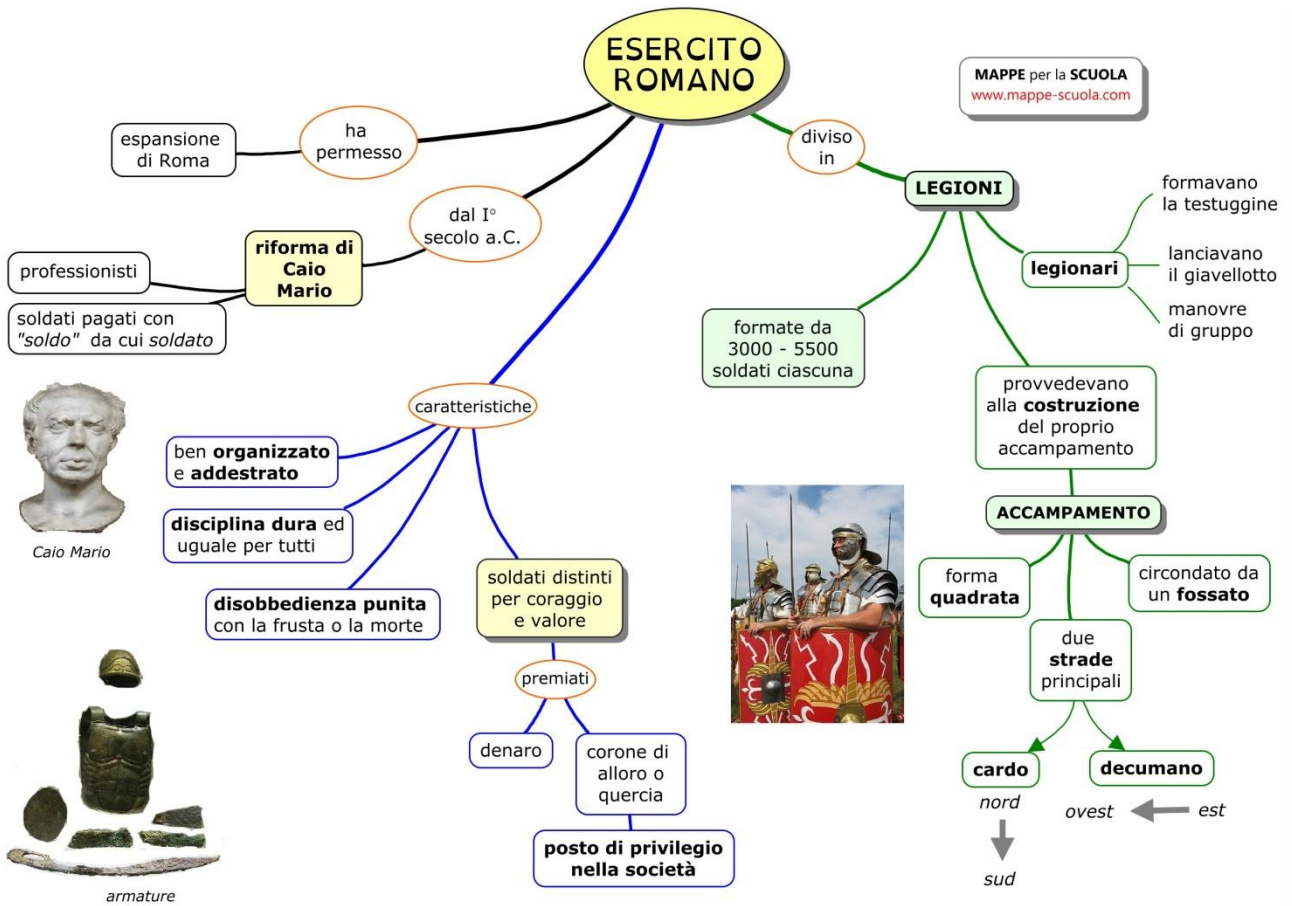 ESERCITO
ROMANO
MAPPE per la SCUOLA
www.mappe-scuola.com
ha
permesso
espansione
di Roma
dal I° 
secolo a.C.
riforma di
Caio
Mario
professionisti
soldati pagati con
"soldo" da cui soldato
Caio Mario
caratteristiche
ben organizzato
e addestrato
disciplina dura ed
uguale per tutti
disobbedienza punita
con la frusta o la morte
soldati distinti
per coraggio
e valore
premiati
denaro
corone di
alloro o
quercia
posto di privilegio
nella società
armature
diviso
in
LEGIONI
formate da
3000 - 5500
soldati ciascuna
legionari
formavano
la testuggine
lanciavano
il giavellotto
manovre
di gruppo
provvedevano
alla costruzione
del proprio
accampamento
ACCAMPAMENTO
forma
quadrata
circondato da
un fossato
due
strade
principali
cardo
nord
sud
decumano
ovest est